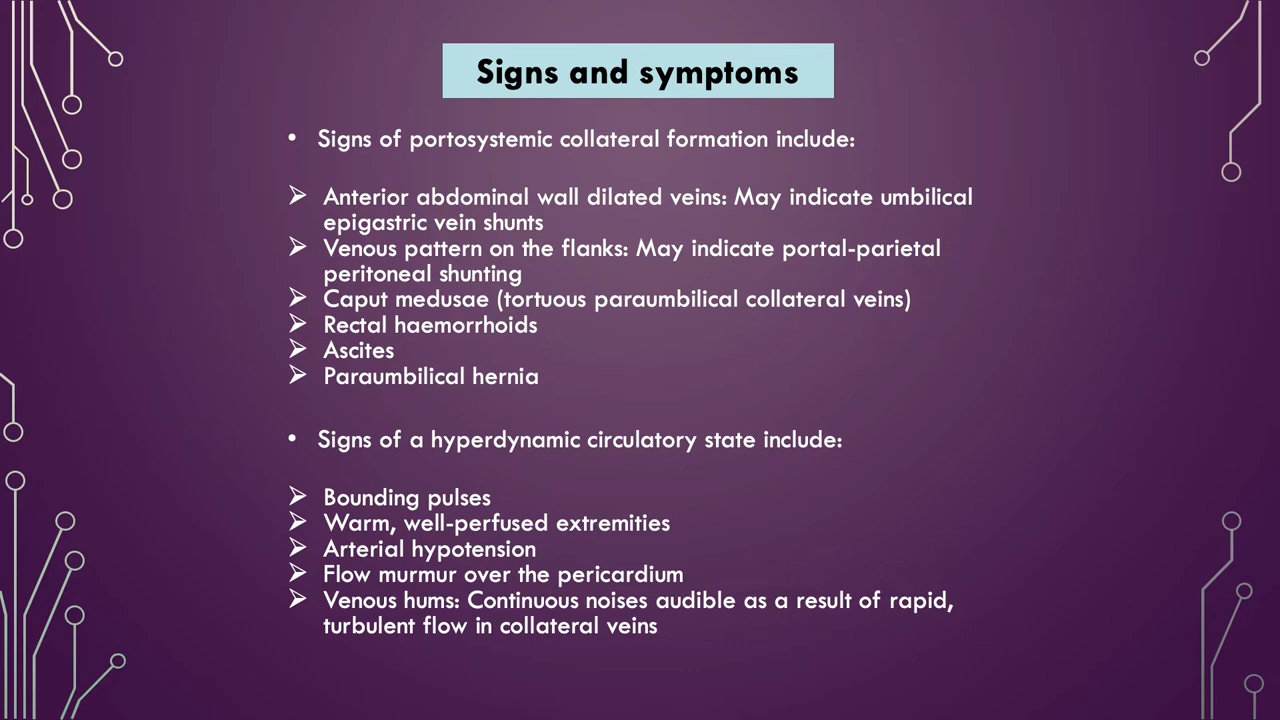 Signs and symptoms
• Signs of portosystemic collateral formation include:
➢ Anterior abdominal wall dilated veins: May indicate umbilical
epigastric vein shunts
➢ Venous pattern on the flanks: May indicate portal-parietal
peritoneal shunting
➢ Caput medusae (tortuous paraumbilical collateral veins)
➢ Rectal haemorrhoids
➢ Ascites
➢ Paraumbilical hernia
• Signs of a hyperdynamic circulatory state include:
➢ Bounding pulses
➢ Warm, well-perfused extremities
➢ Arterial hypotension
➢ Flow murmur over the pericardium
➢ Venous hums: Continuous noises audible as a result of rapid,
turbulent flow in collateral veins